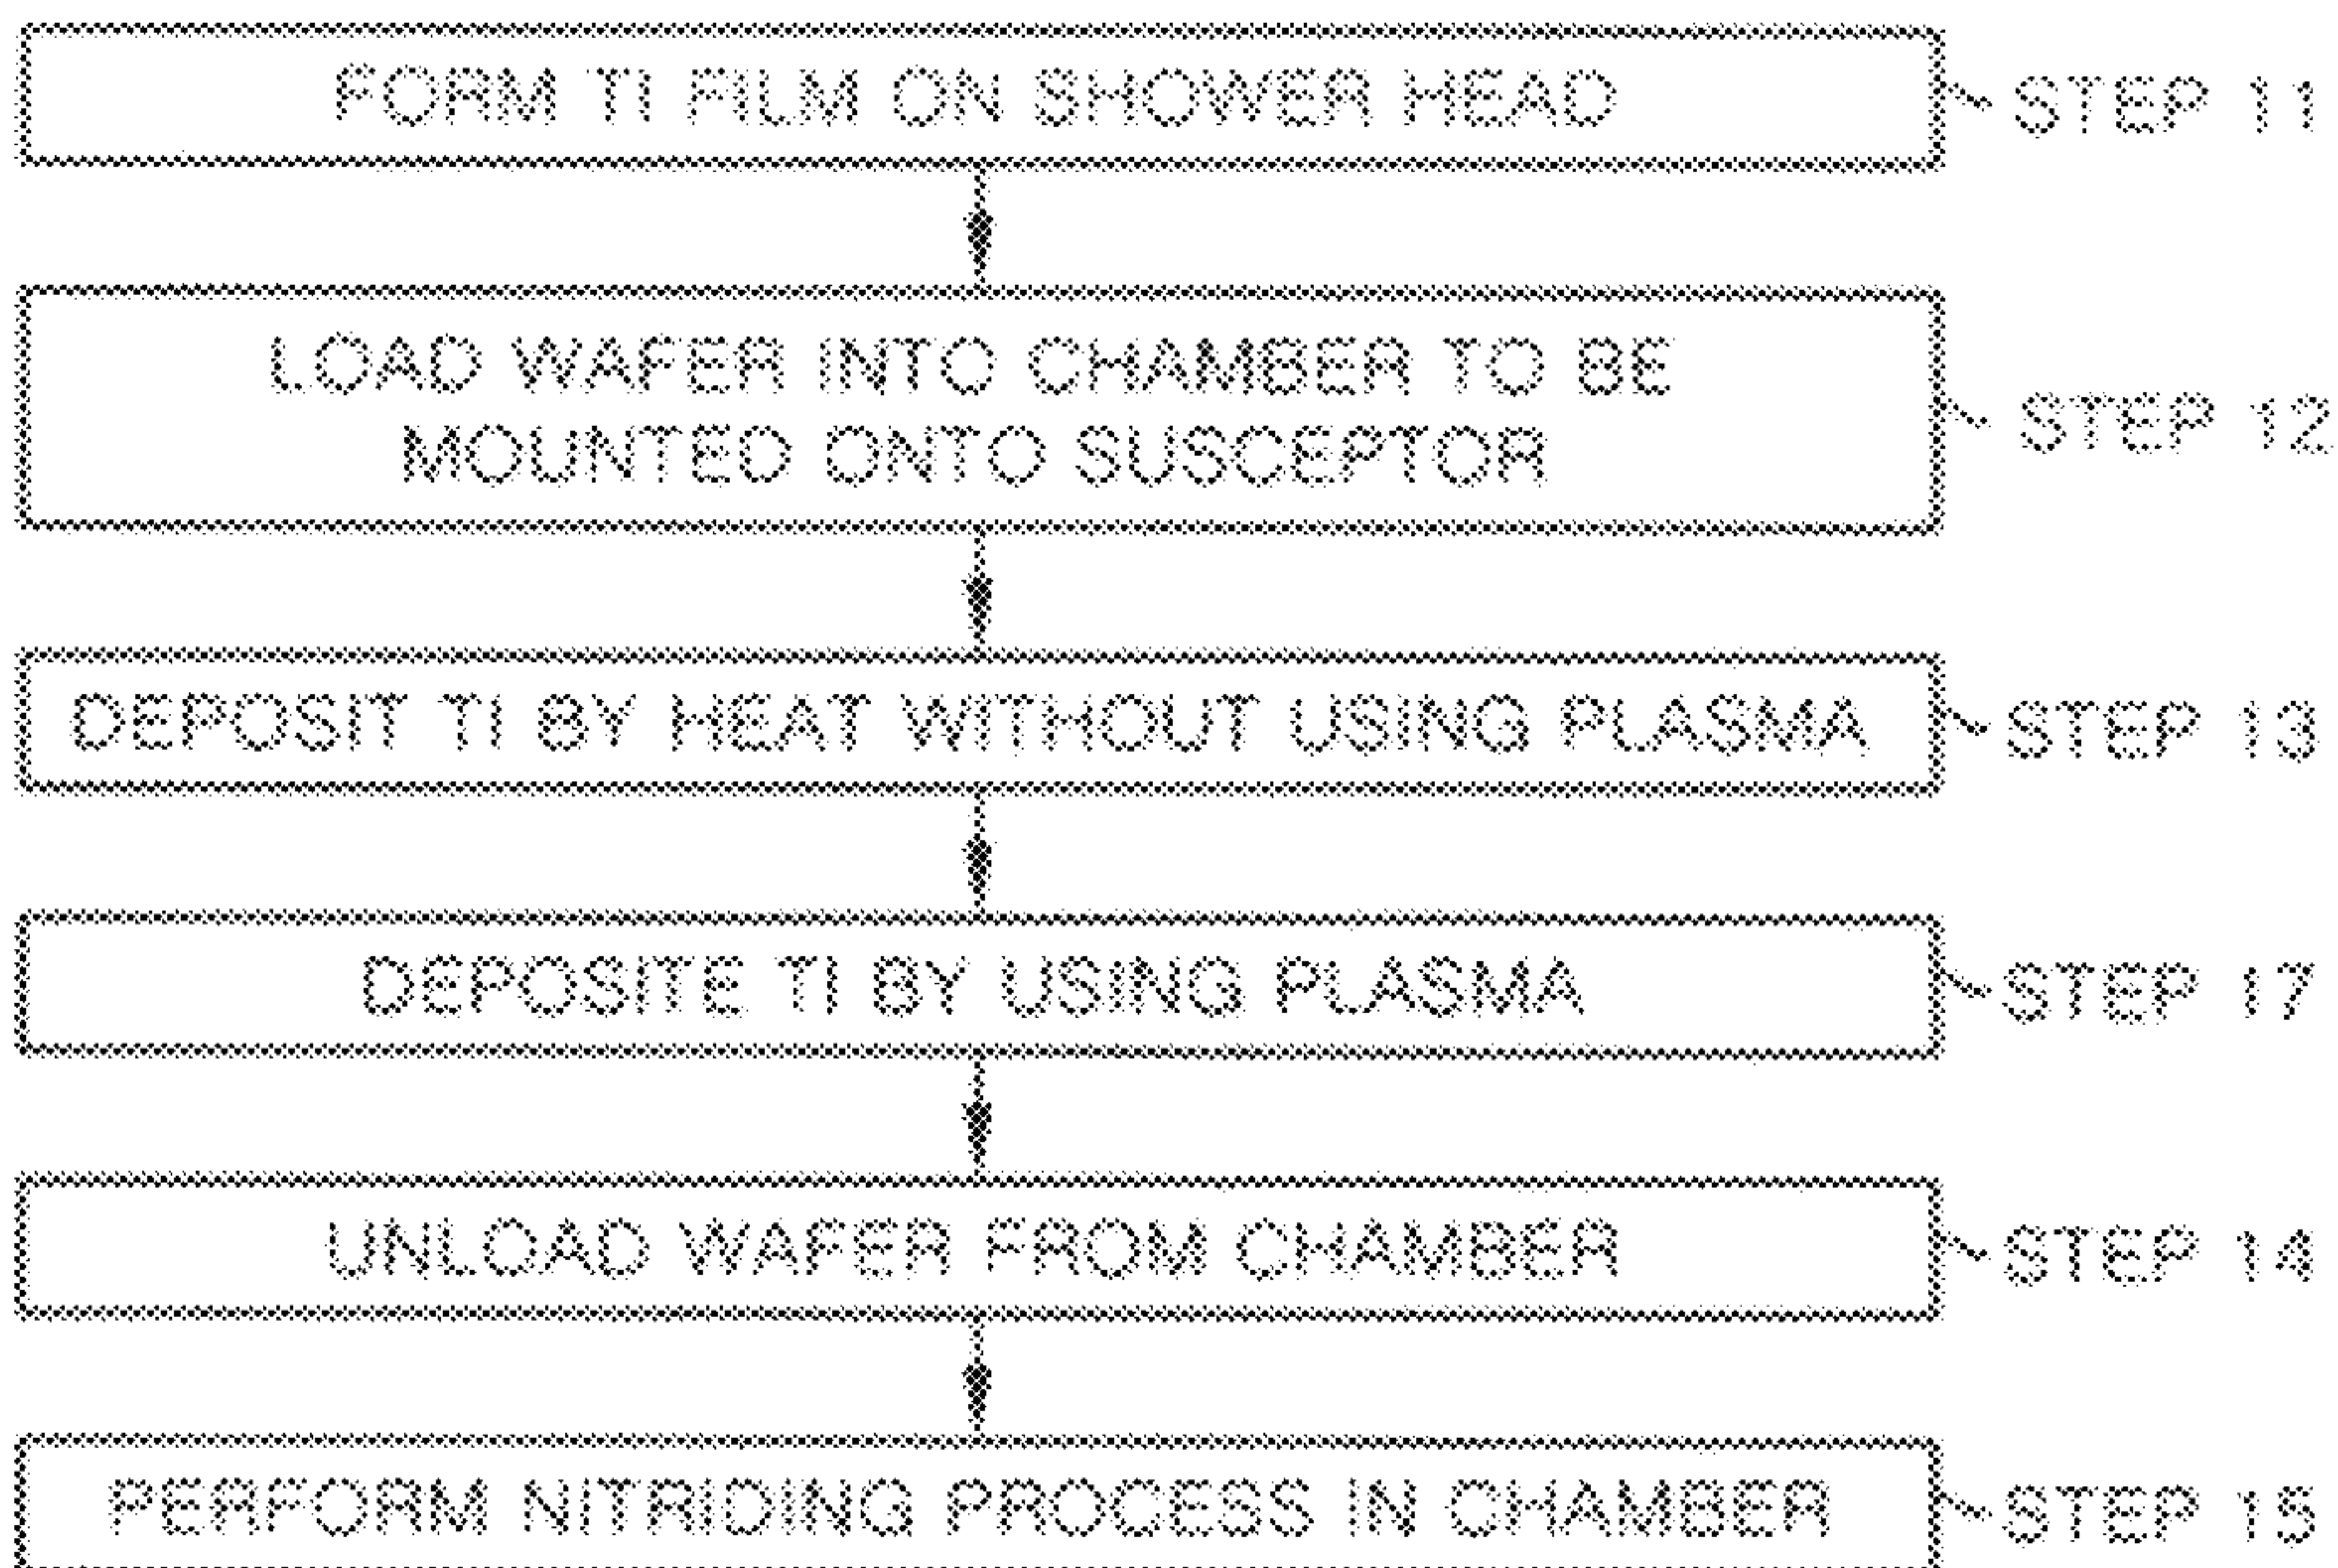 FORM TI FILM ON SHOWER HEAD
STEP 11
LOAD WAFER INTO CHAMBER TO BE
MOUNTED ONTO SUSCEPTOR
STEP 12
DEPOSIT TI BY HEAT WITHOUT USING PLASMA
STEP 13
DEPOSITE TI BY USING PLASMA
STEP 17
UNLOAD WAFER FROM CHAMBER
STEP 14
PERFORM NITRIDING PROCESS IN CHAMBER
STEP 15